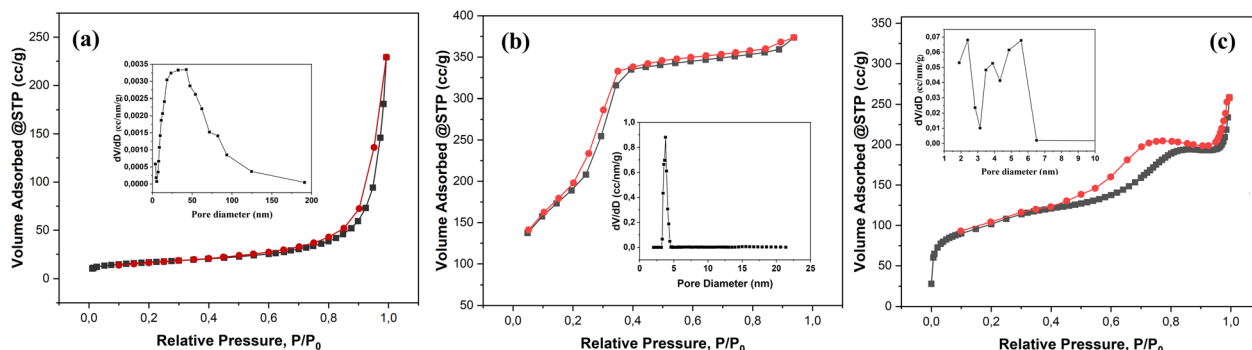 (a)
Volume Adsorbed @STP (cc/g)
250
200
150
100
50
0
0,0 0,2 0,4 0,6 0,8 1,0
Relative Pressure, P/P₀
dV/dD (cc/nm/g)
0,0035
0,0030
0,0025
0,0020
0,0015
0,0010
0,0005
0,0000
0 20 40 60 80 100 120 140 160 180 200
Pore diameter (nm)
(b)
Volume Adsorbed @STP (cc/g)
400
350
300
250
200
150
100
50
0,0 0,2 0,4 0,6 0,8 1,0
Relative Pressure, P/P₀
dV/dD (cc/nm/g)
1,0
0,8
0,6
0,4
0,2
0,0
0 5 10 15 20 25
Pore Diameter (nm)
(c)
Volume Adsorbed @STP (cc/g)
350
300
250
200
150
100
50
0
0,0 0,2 0,4 0,6 0,8 1,0
Relative Pressure, P/P₀
dV/dD (cc/nm/g)
0,07
0,06
0,05
0,04
0,03
0,02
0,01
0,00
1 2 3 4 5 6 7 8 9 10
Pore diameter (nm)